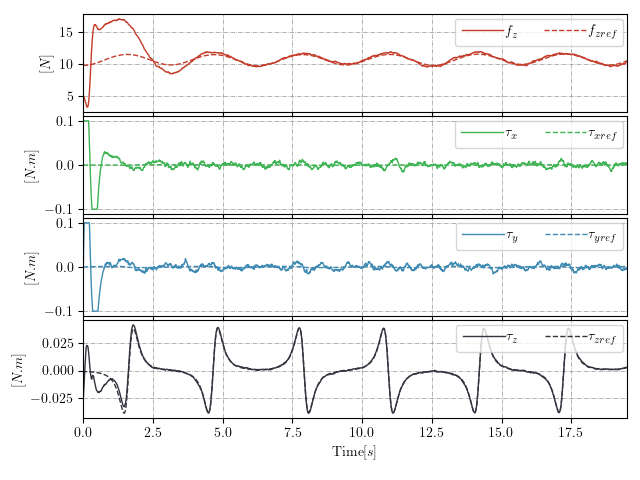 f_z f_zref
15
10
5
[N]
τ_x τ_xref
0.1
0.0
−0.1
[N.m]
τ_y τ_yref
0.1
0.0
−0.1
[N.m]
τ_z τ_zref
0.025
0.000
−0.025
[N.m]
0.0 2.5 5.0 7.5 10.0 12.5 15.0 17.5
Time[s]